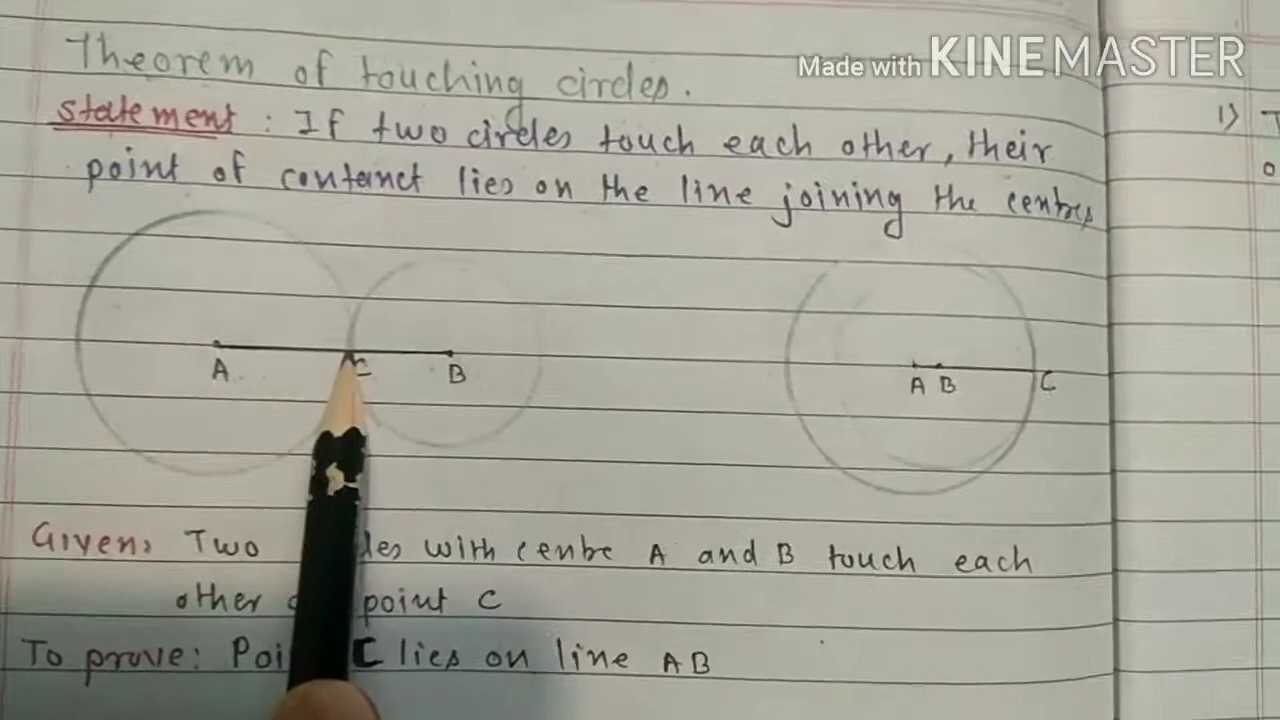 Theorem of touching circles.
Made with KINEMASTER
Statement : If two circles touch each other, their
point of contanct lies on the line joining the centres
1)
A C B
A B C
Given: Two with centre A and B touch each
other point C
To prove: C lies on line AB